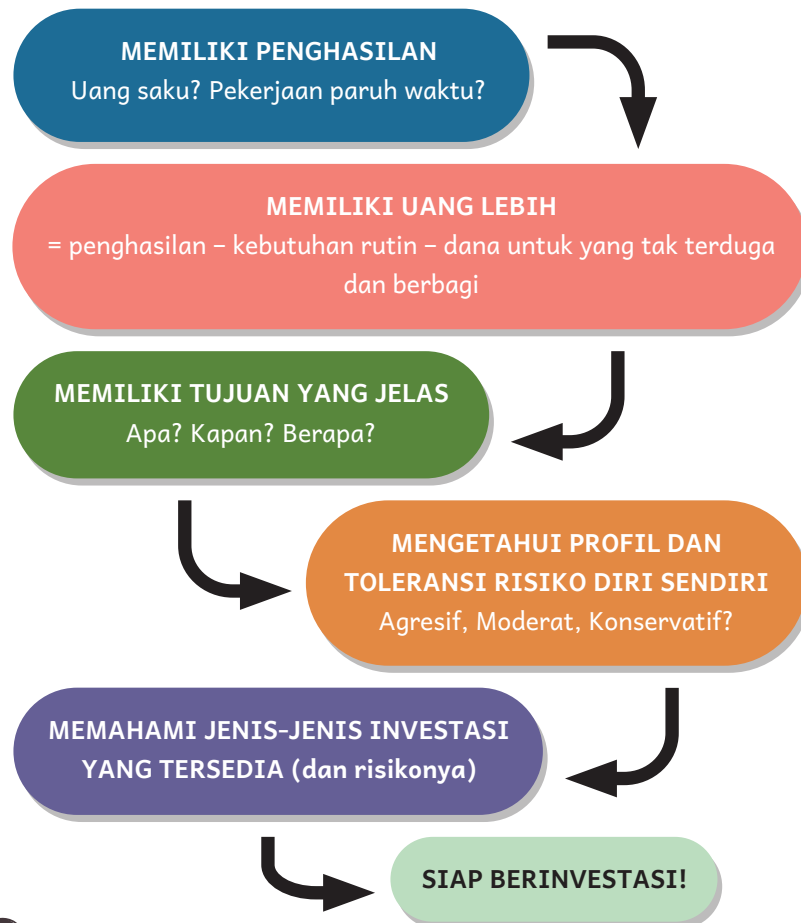 MEMILIKI PENGHASILAN
Uang saku? Pekerjaan paruh waktu?
MEMILIKI UANG LEBIH
= penghasilan – kebutuhan rutin – dana untuk yang tak terduga
dan berbagi
MEMILIKI TUJUAN YANG JELAS
Apa? Kapan? Berapa?
MENGETAHUI PROFIL DAN
TOLERANSI RISIKO DIRI SENDIRI
Agresif, Moderat, Konservatif?
MEMAHAMI JENIS-JENIS INVESTASI
YANG TERSEDIA (dan risikonya)
SIAP BERINVESTASI!